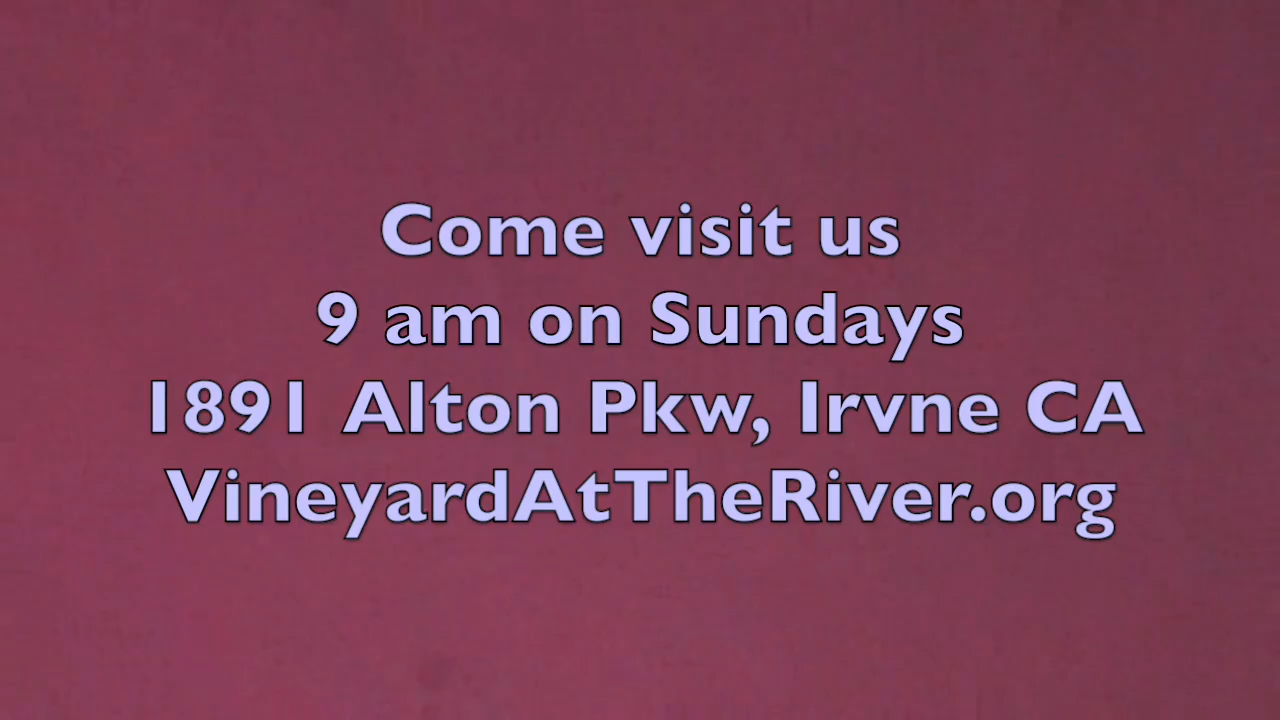 Come visit us
9 am on Sundays
1891 Alton Pkw, Irvne CA
VineyardAtTheRiver.org